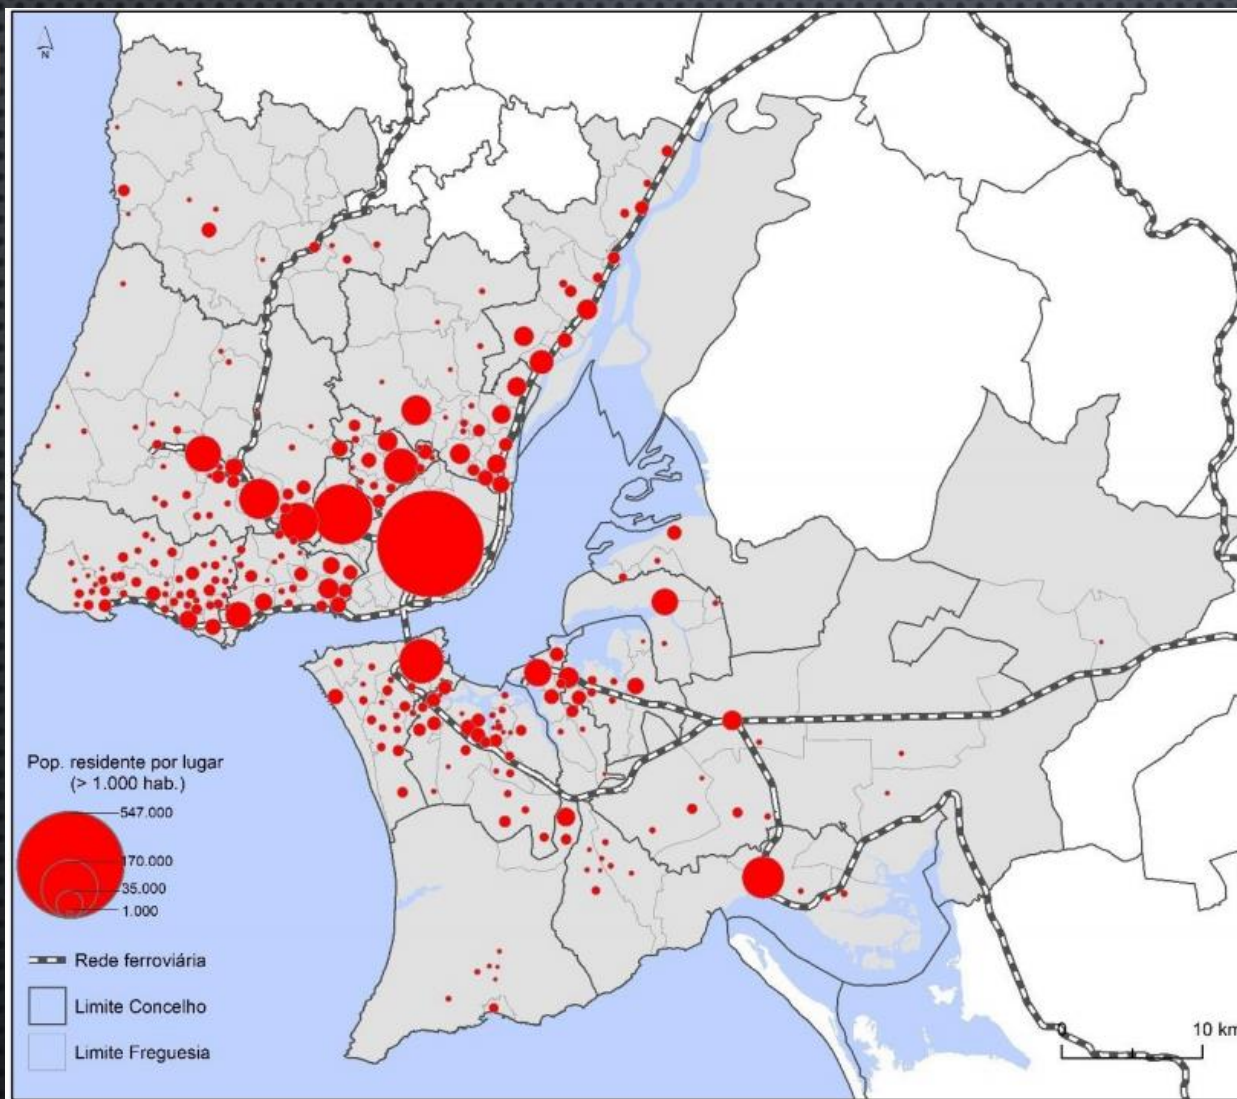 N
Pop. residente por lugar
(> 1.000 hab.)
547.000
170.000
35.000
1.000
Rede ferroviária
Limite Concelho
Limite Freguesia
0
10 km